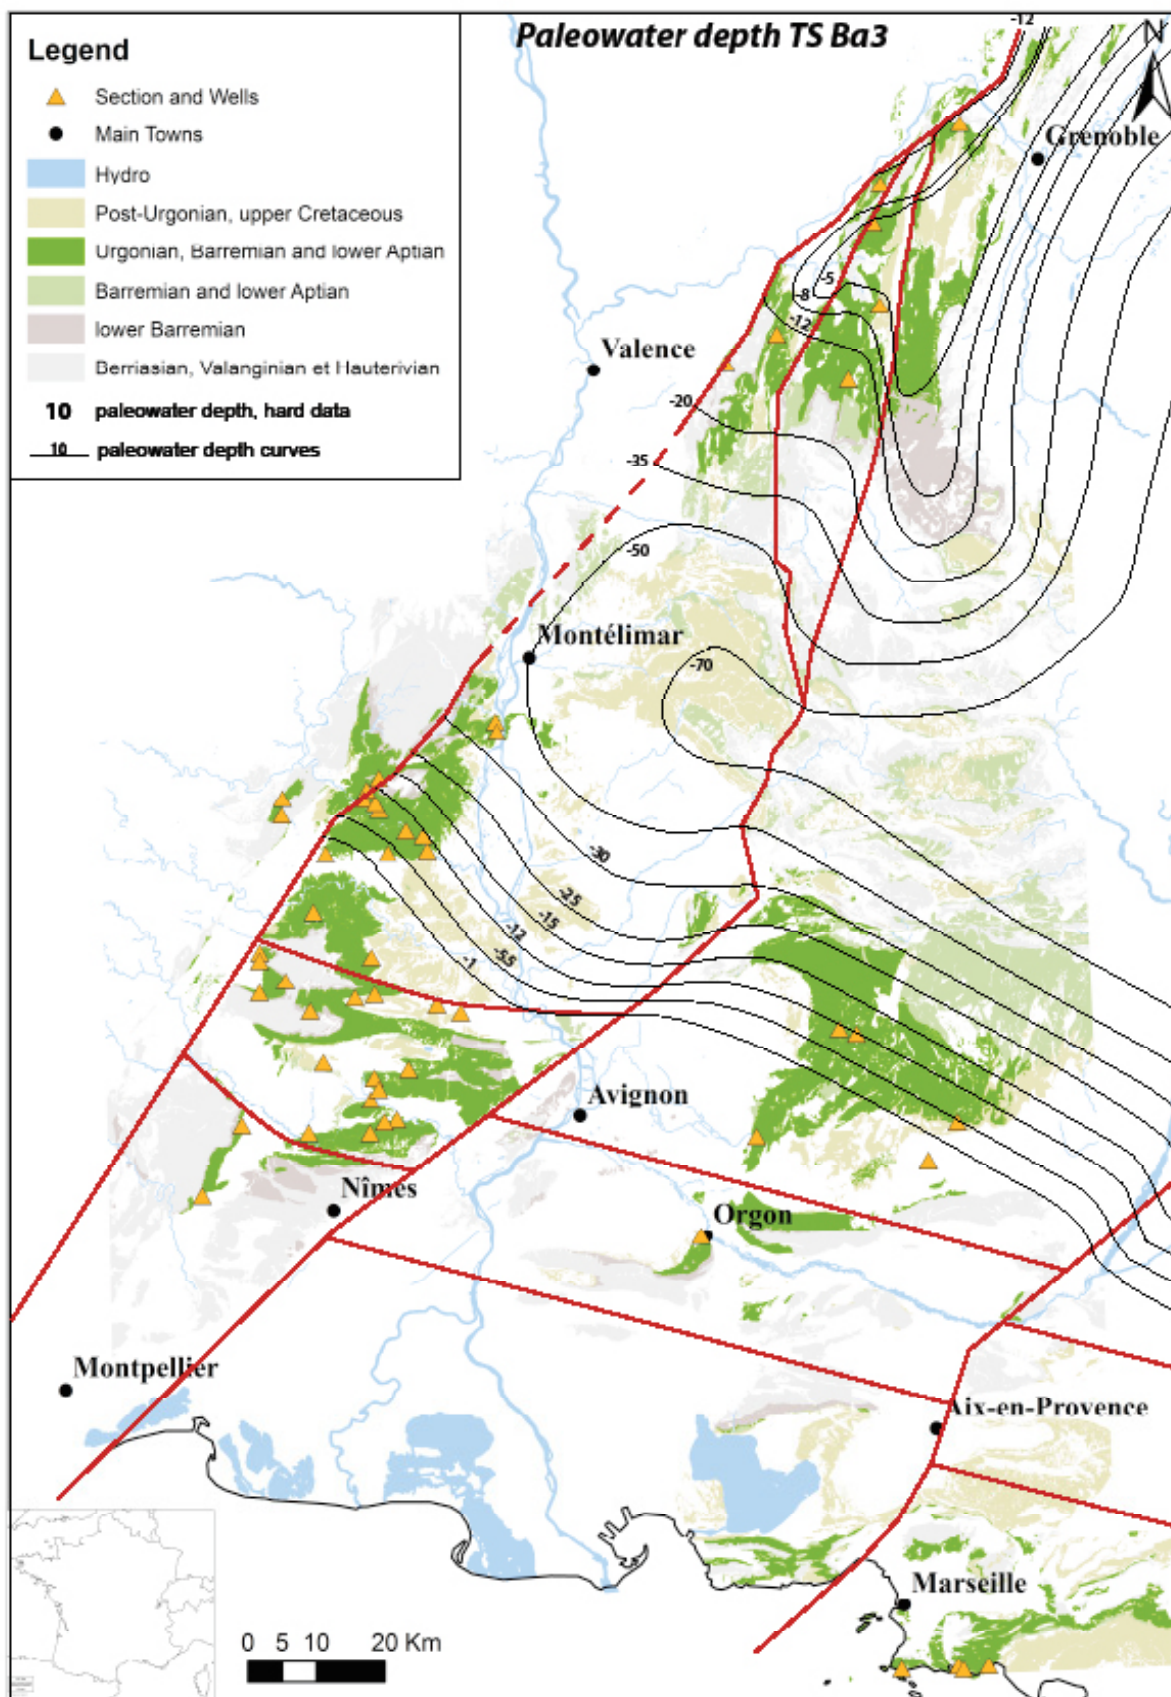 Paleowater depth TS Ba3
Legend
Section and Wells
Main Towns
Hydro
Post-Urgonian, upper Cretaceous
Urgonian, Barremian and lower Aptian
Barremian and lower Aptian
lower Barremian
Berriasian, Valanginian et Hauterivian
10 paleowater depth, hard data
10 paleowater depth curves
-12
N
Grenoble
-5
-8
-12
Valence
-20
-35
-50
Montélimar
-70
-30
-25
-15
-12
-5.5
-1
Avignon
Nîmes
Orgon
Montpellier
Aix-en-Provence
Marseille
0 5 10 20 Km